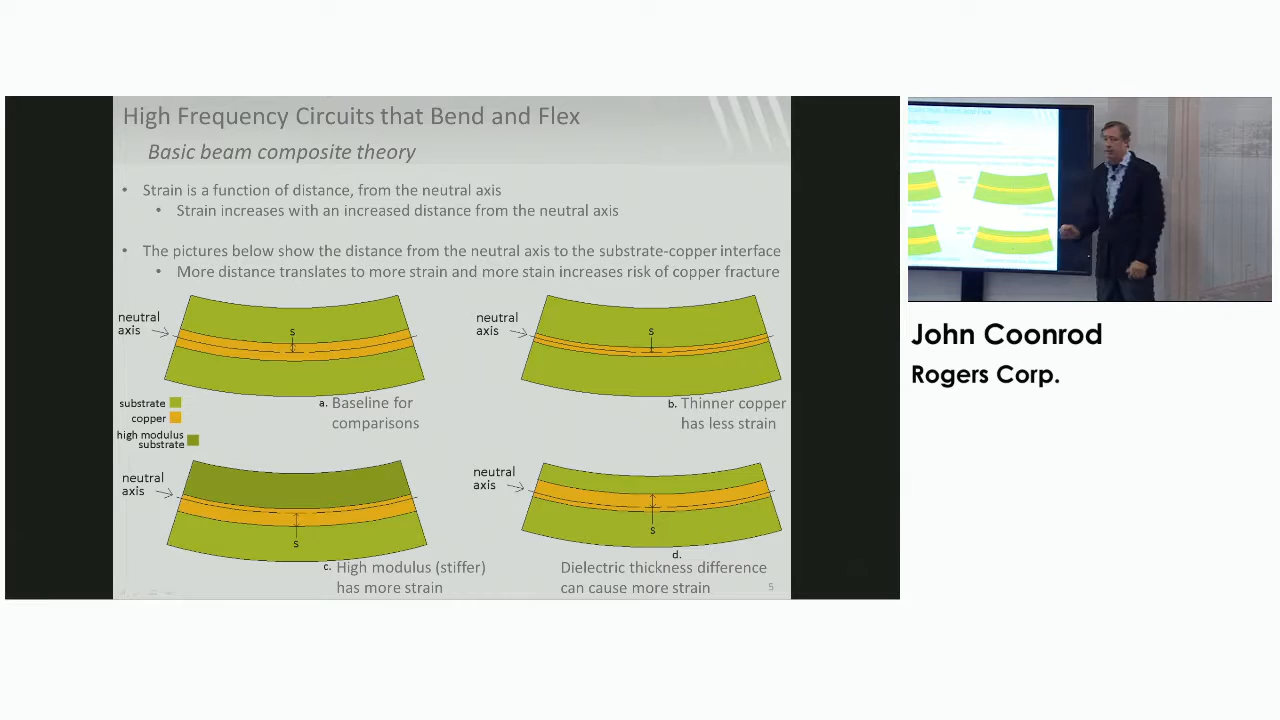 High Frequency Circuits that Bend and Flex
Basic beam composite theory
• Strain is a function of distance, from the neutral axis
• Strain increases with an increased distance from the neutral axis
• The pictures below show the distance from the neutral axis to the substrate-copper interface
• More distance translates to more strain and more stain increases risk of copper fracture
neutral
axis
s
neutral
axis
s
substrate
copper
high modulus
substrate
a. Baseline for
comparisons
b. Thinner copper
has less strain
neutral
axis
s
neutral
axis
s
c. High modulus (stiffer)
has more strain
d.
Dielectric thickness difference
can cause more strain
5
John Coonrod
Rogers Corp.